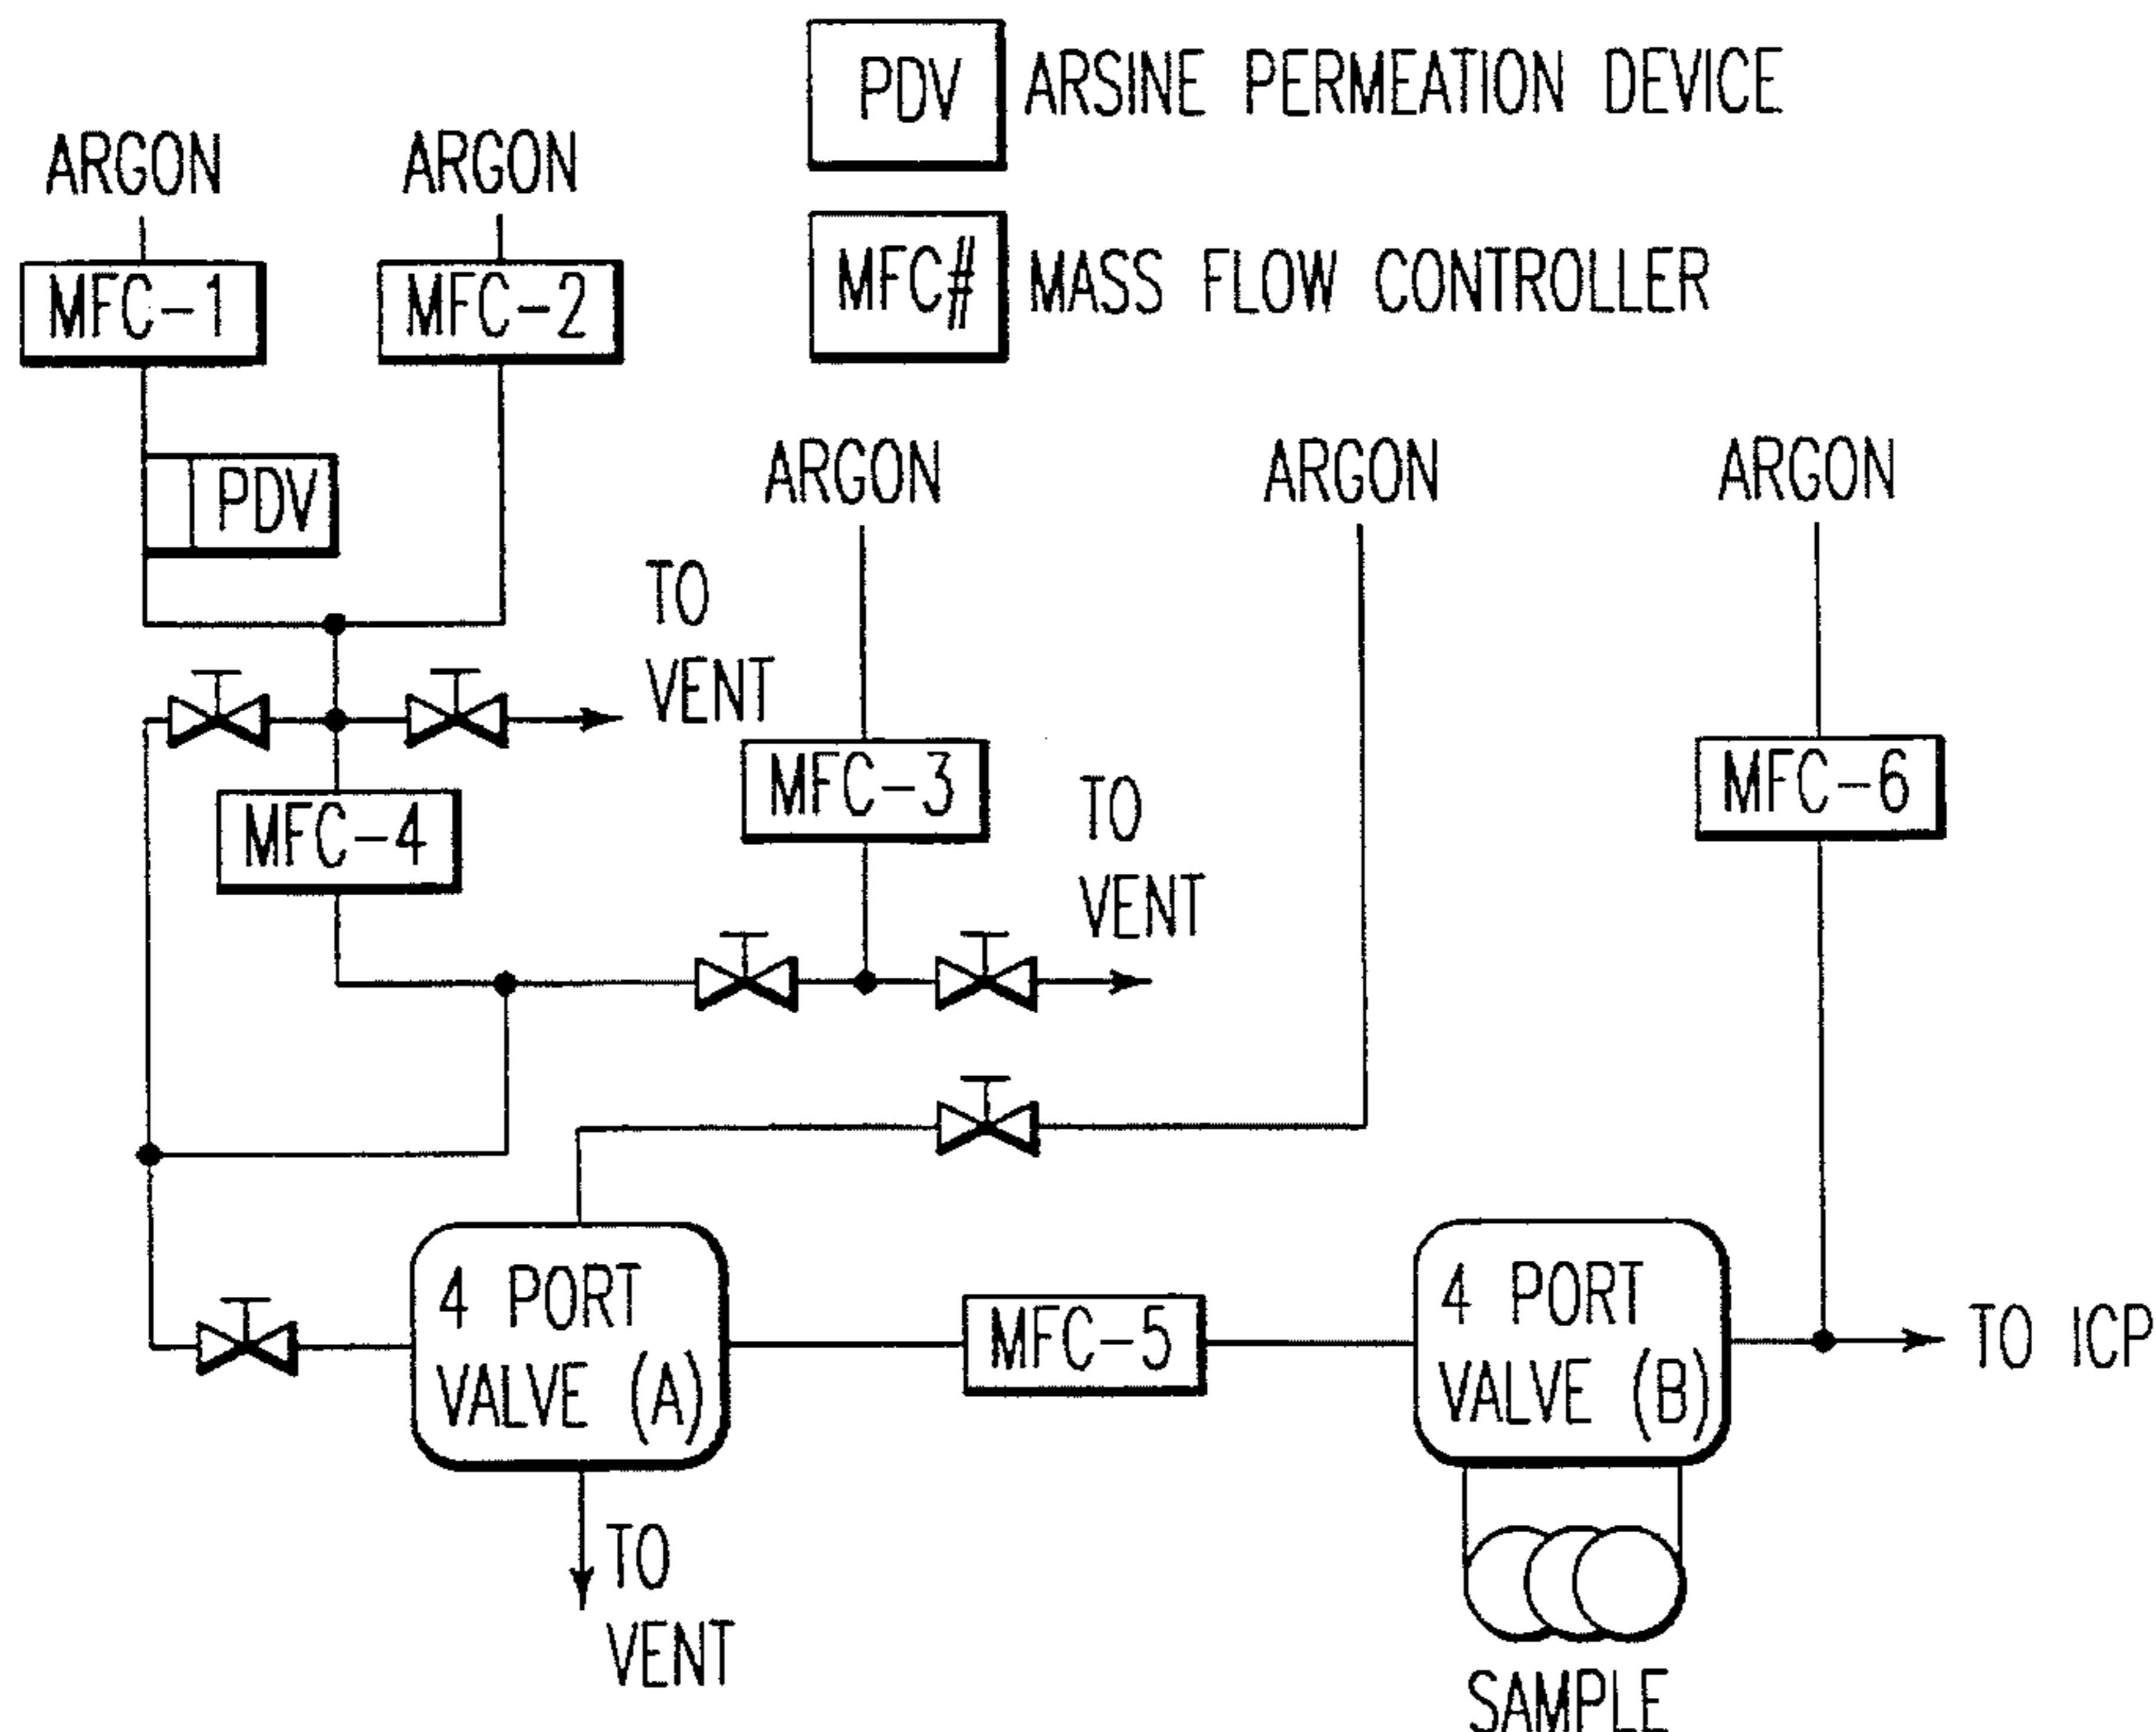 PDV ARSINE PERMEATION DEVICE
ARGON ARGON
MFC# MASS FLOW CONTROLLER
MFC-1 MFC-2
ARGON ARGON ARGON
PDV
TO
VENT
MFC-3 MFC-6
TO
VENT
MFC-4
4 PORT
VALVE (A)
MFC-5
4 PORT
VALVE (B)
TO ICP
TO
VENT
SAMPLE